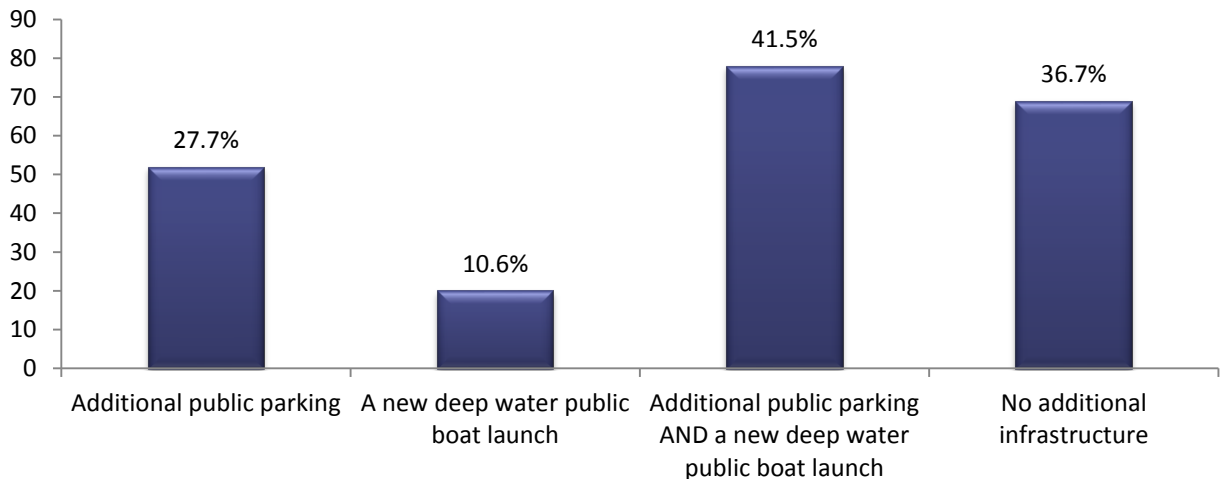 90
80
70
60
50
40
30
20
10
0
27.7%
10.6%
41.5%
36.7%
Additional public parking
A new deep water public
boat launch
Additional public parking
AND a new deep water
public boat launch
No additional
infrastructure